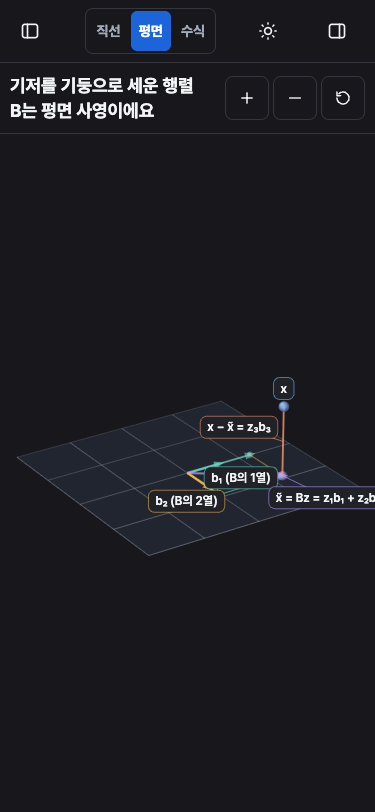 직선 평면 수식
기저를 기둥으로 세운 행렬
B는 평면 사영이에요
x
x − x̃ = z₃b₃
b₁ (B의 1열)
b₂ (B의 2열)
x̃ = Bz = z₁b₁ + z₂b